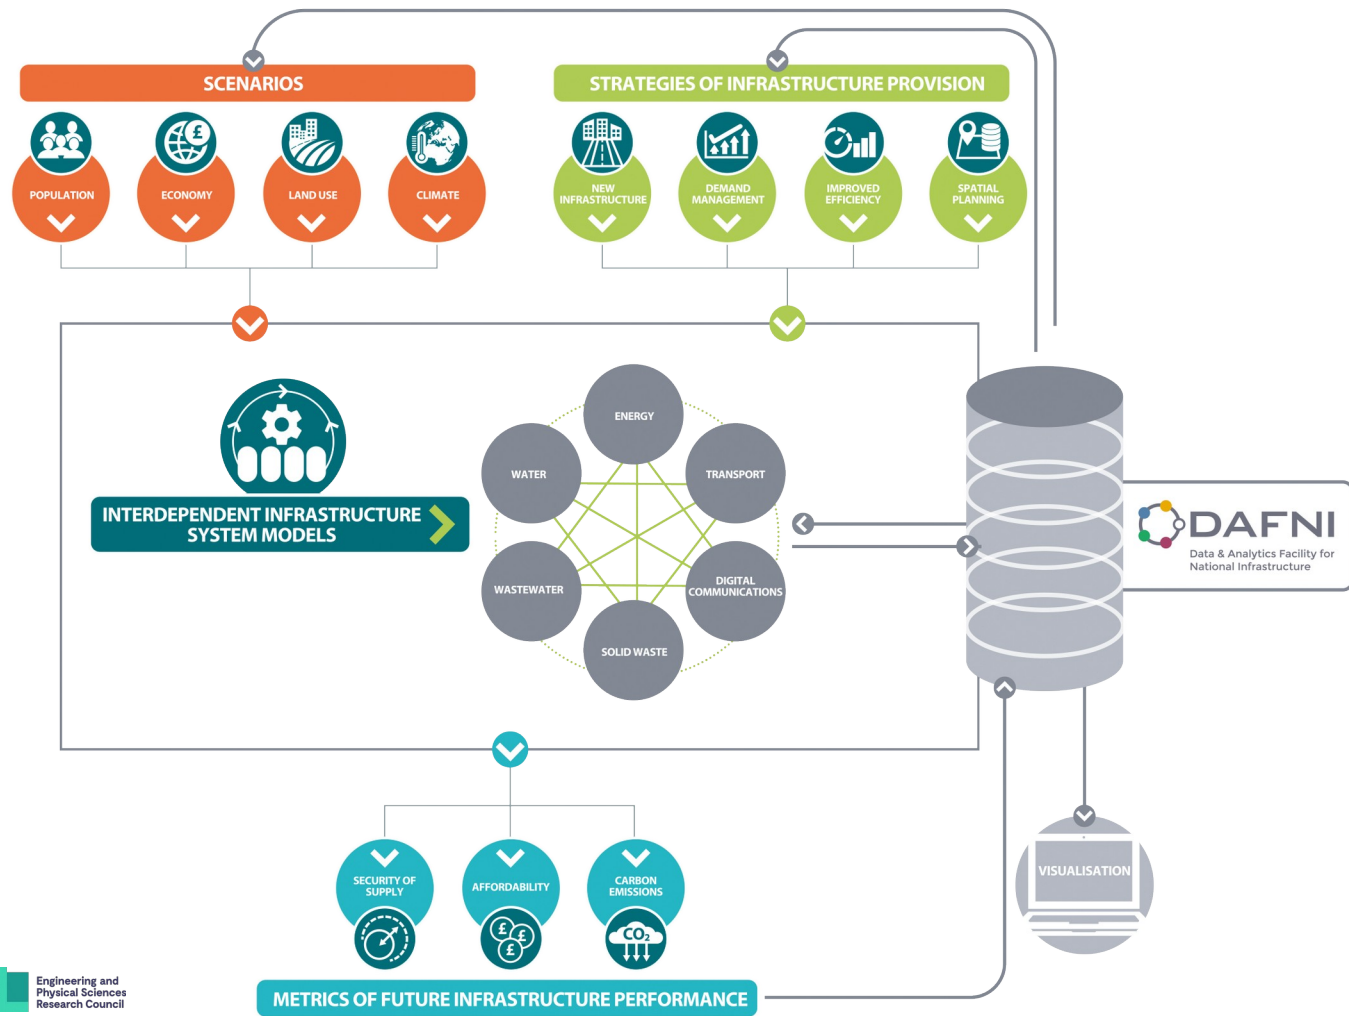 SCENARIOS
STRATEGIES OF INFRASTRUCTURE PROVISION
POPULATION
ECONOMY
LAND USE
CLIMATE
NEW
INFRASTRUCTURE
DEMAND
MANAGEMENT
IMPROVED
EFFICIENCY
SPATIAL
PLANNING
£
INTERDEPENDENT INFRASTRUCTURE
SYSTEM MODELS
ENERGY
WATER
TRANSPORT
WASTEWATER
DIGITAL
COMMUNICATIONS
SOLID WASTE
DAFNI
Data & Analytics Facility for
National Infrastructure
SECURITY OF
SUPPLY
AFFORDABILITY
CARBON
EMISSIONS
£
£
£
CO₂
VISUALISATION
METRICS OF FUTURE INFRASTRUCTURE PERFORMANCE
Engineering and
Physical Sciences
Research Council